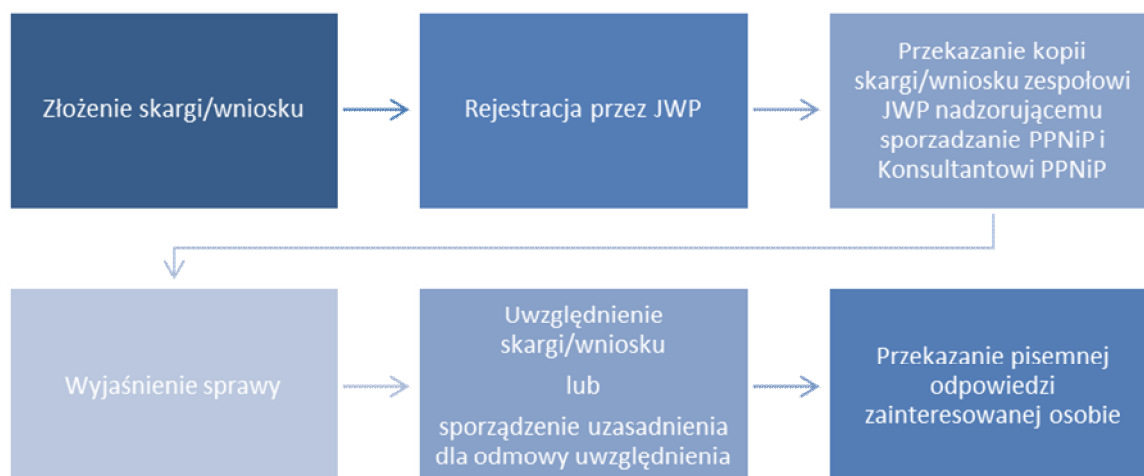 Złożenie skargi/wniosku
Rejestracja przez JWP
Przekazanie kopii
skargi/wniosku zespołowi
JWP nadzorującemu
sporzadzanie PPNiP i
Konsultantowi PPNiP
Wyjaśnienie sprawy
Uwzględnienie
skargi/wniosku
lub
sporządzenie uzasadnienia
dla odmowy uwzględnienia
Przekazanie pisemnej
odpowiedzi
zainteresowanej osobie